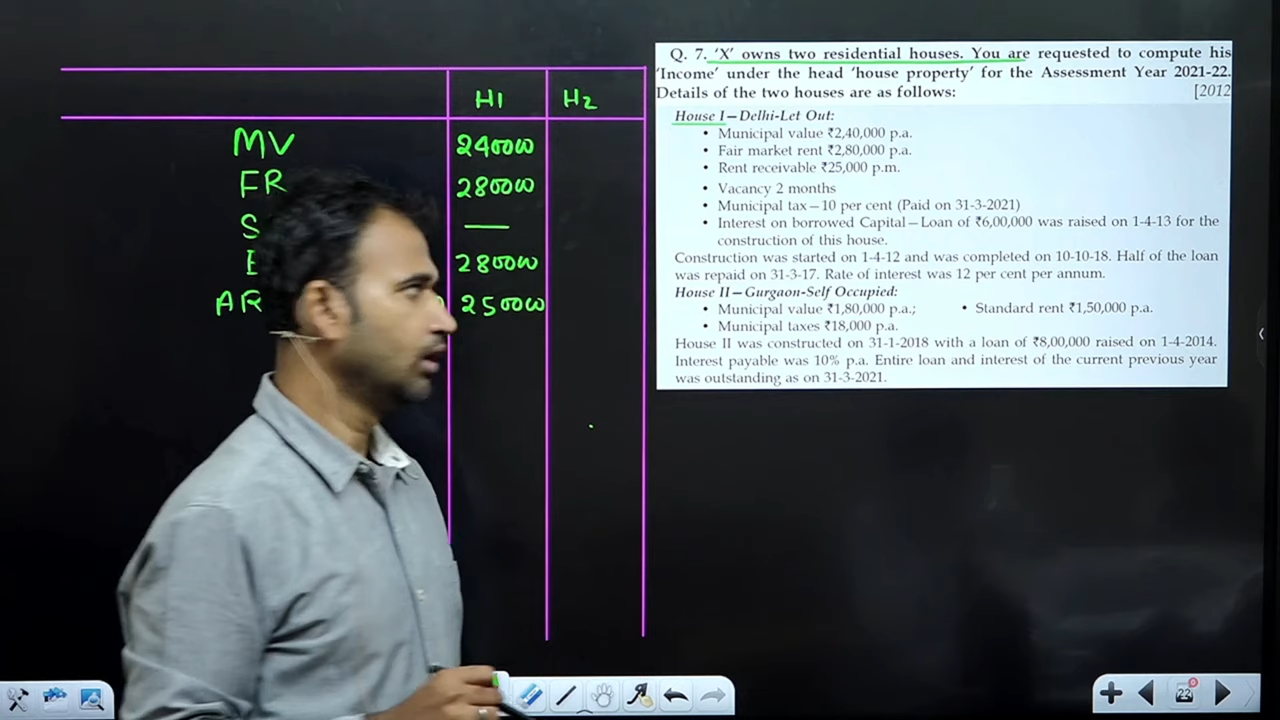 H1 H2
MV 240000
FR 280000
S —
E 280000
AR 250000
Q. 7. ‘X’ owns two residential houses. You are requested to compute his
‘Income’ under the head ‘house property’ for the Assessment Year 2021-22.
Details of the two houses are as follows: [2012
House I—Delhi-Let Out:
• Municipal value ₹2,40,000 p.a.
• Fair market rent ₹2,80,000 p.a.
• Rent receivable ₹25,000 p.m.
• Vacancy 2 months
• Municipal tax—10 per cent (Paid on 31-3-2021)
• Interest on borrowed Capital—Loan of ₹6,00,000 was raised on 1-4-13 for the
construction of this house.
Construction was started on 1-4-12 and was completed on 10-10-18. Half of the loan
was repaid on 31-3-17. Rate of interest was 12 per cent per annum.
House II—Gurgaon-Self Occupied:
• Municipal value ₹1,80,000 p.a.; • Standard rent ₹1,50,000 p.a.
• Municipal taxes ₹18,000 p.a.
House II was constructed on 31-1-2018 with a loan of ₹8,00,000 raised on 1-4-2014.
Interest payable was 10% p.a. Entire loan and interest of the current previous year
was outstanding as on 31-3-2021.
23